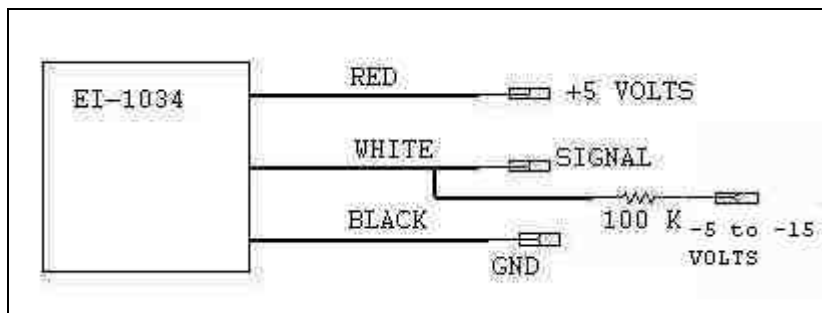 RED
EI-1034
+5 VOLTS
WHITE
SIGNAL
BLACK
100 K
-5 to -15
VOLTS
GND